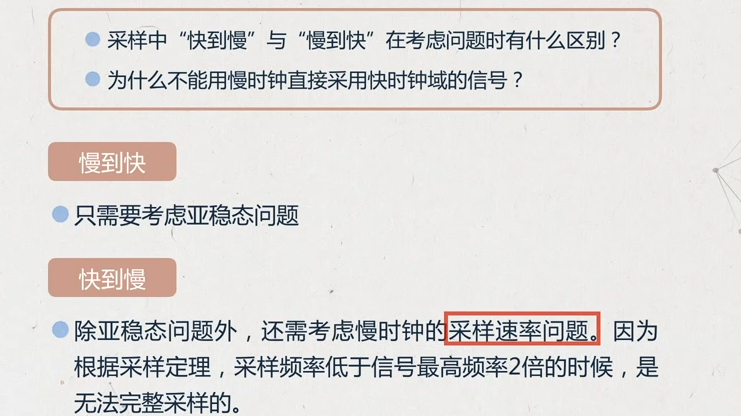 采样中“快到慢”与“慢到快”在考虑问题时有什么区别？
为什么不能用慢时钟直接采用快时钟域的信号？
慢到快
只需要考虑亚稳态问题
快到慢
除亚稳态问题外，还需考虑慢时钟的采样速率问题。因为
根据采样定理，采样频率低于信号最高频率2倍的时候，是
无法完整采样的。